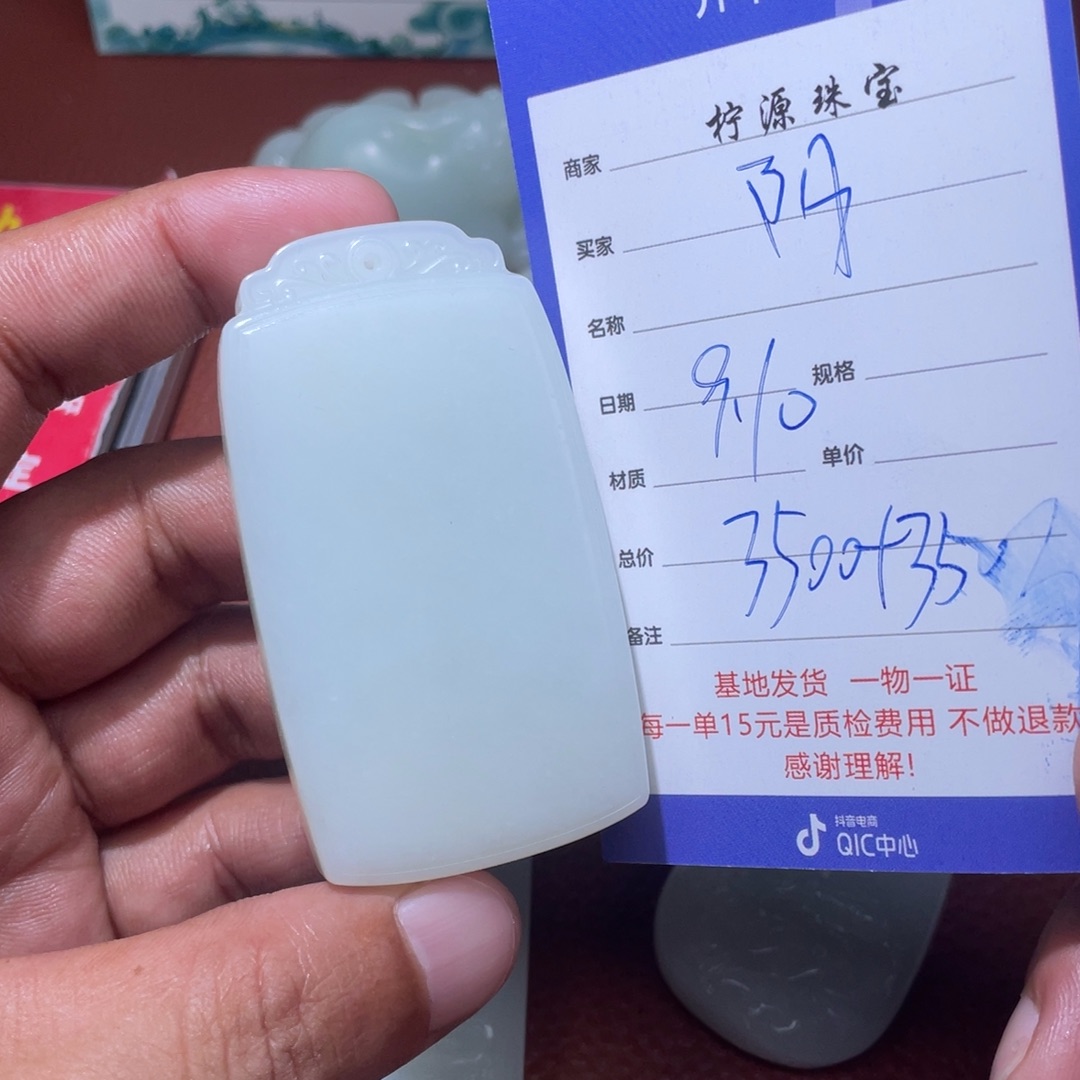 柠源珠宝
商家
买家
名称
日期 9.10 规格
材质 单价
总价 3500+350
备注
基地发货 一物一证
每一单15元是质检费用 不做退款
感谢理解!
抖音电商
QIC中心